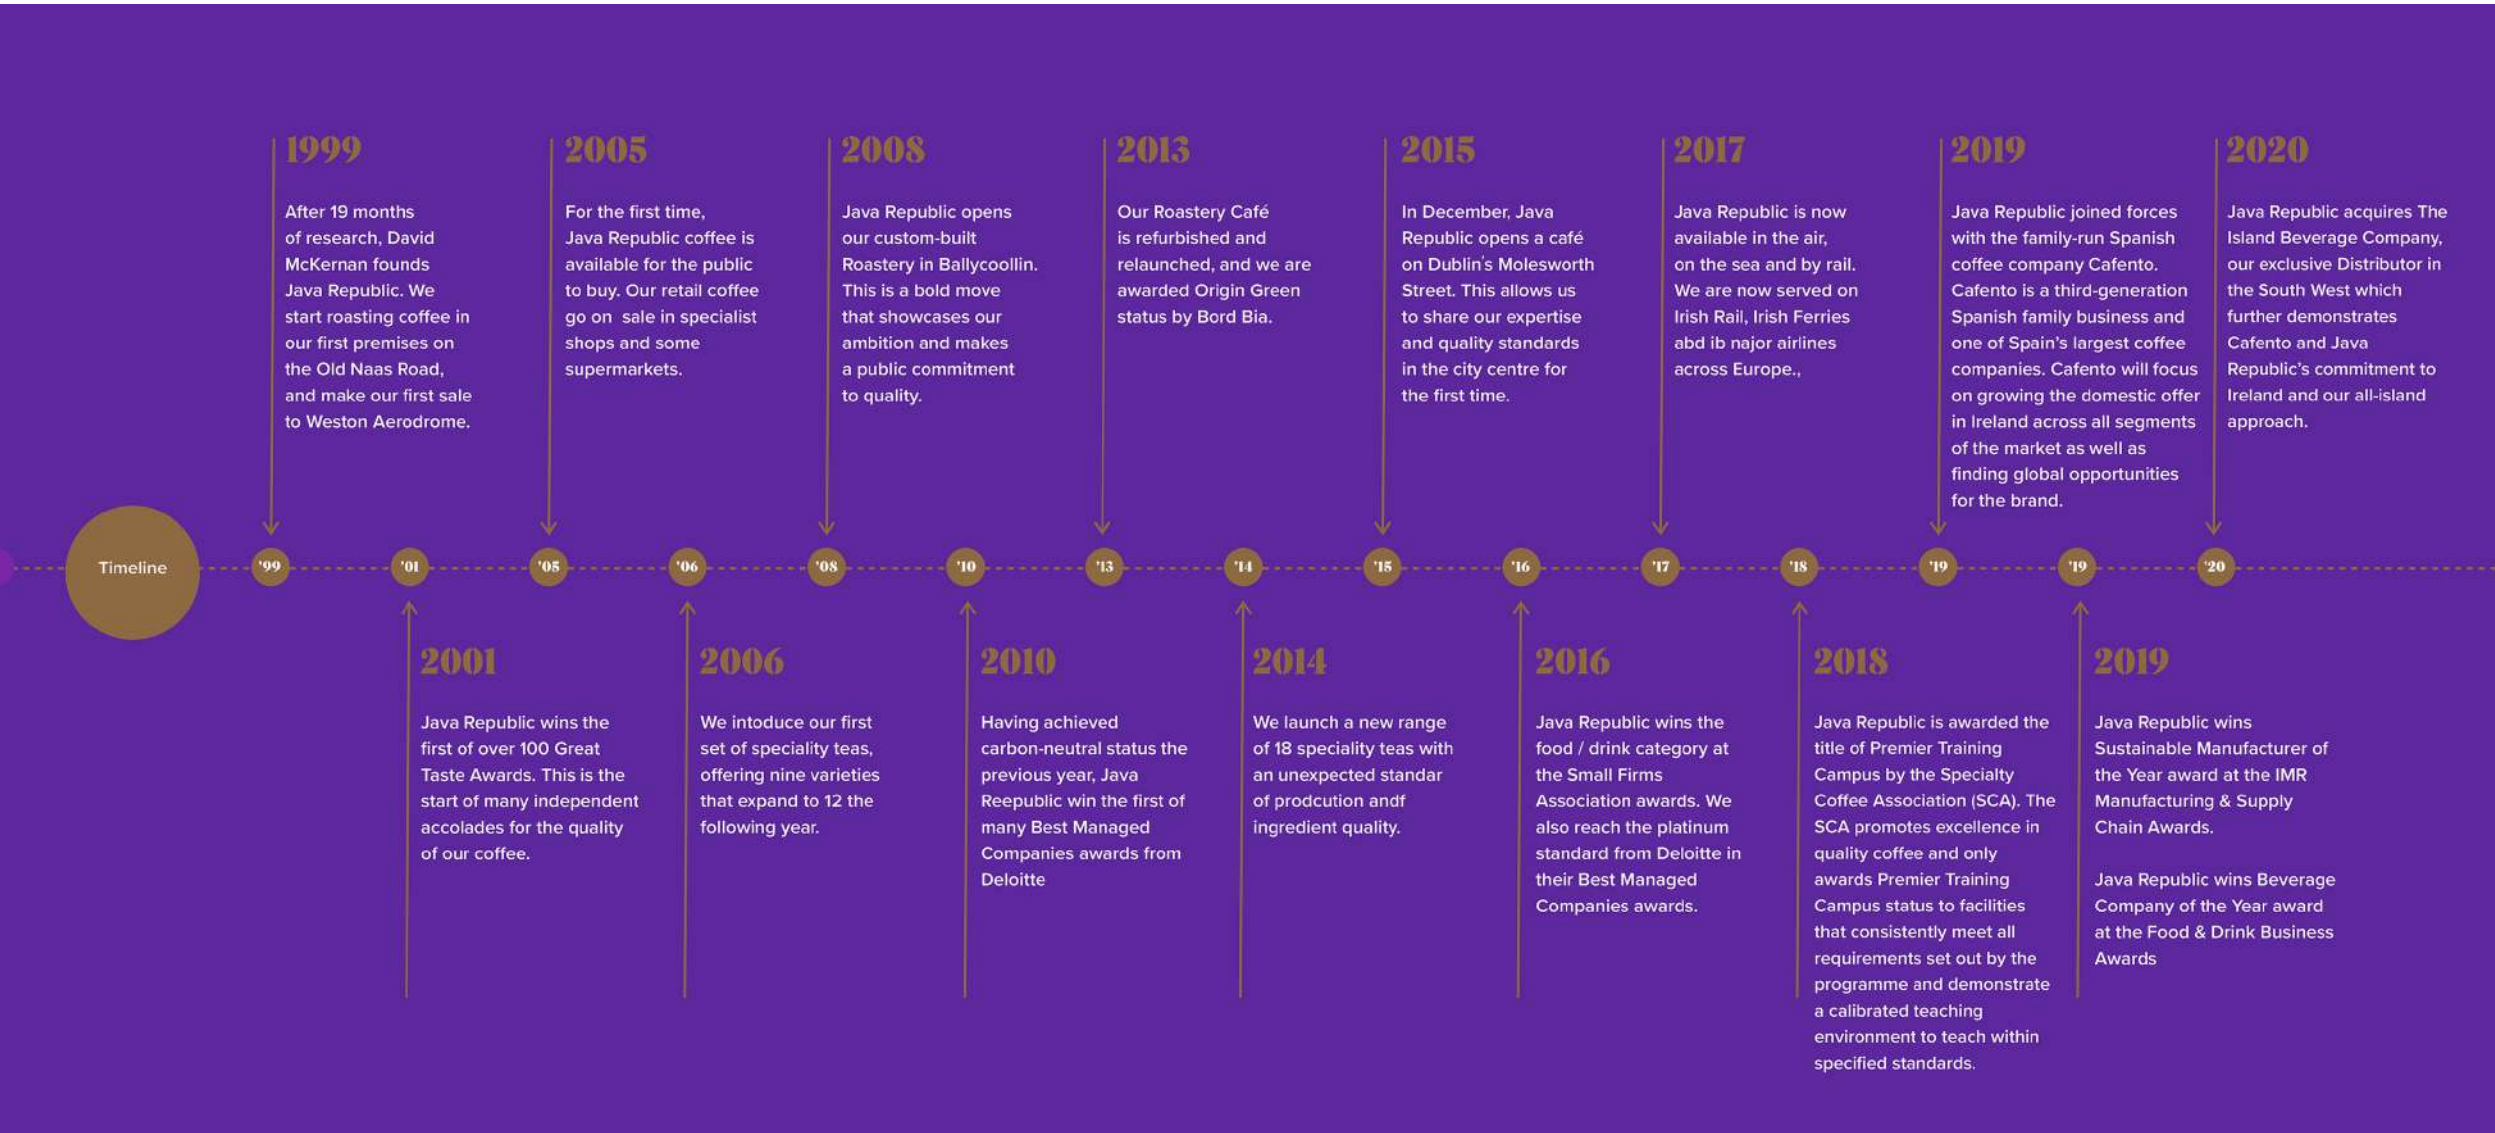 1999
After 19 months
of research, David
McKernan founds
Java Republic. We
start roasting coffee in
our first premises on
the Old Naas Road,
and make our first sale
to Weston Aerodrome.
2005
For the first time,
Java Republic coffee is
available for the public
to buy. Our retail coffee
go on sale in specialist
shops and some
supermarkets.
2008
Java Republic opens
our custom-built
Roastery in Ballycoollin.
This is a bold move
that showcases our
ambition and makes
a public commitment
to quality.
2013
Our Roastery Café
is refurbished and
relaunched, and we are
awarded Origin Green
status by Bord Bia.
2015
In December, Java
Republic opens a café
on Dublin's Molesworth
Street. This allows us
to share our expertise
and quality standards
in the city centre for
the first time.
2017
Java Republic is now
available in the air,
on the sea and by rail.
We are now served on
Irish Rail, Irish Ferries
abd ib najor airlines
across Europe.,
2019
Java Republic joined forces
with the family-run Spanish
coffee company Cafento.
Cafento is a third-generation
Spanish family business and
one of Spain's largest coffee
companies. Cafento will focus
on growing the domestic offer
in Ireland across all segments
of the market as well as
finding global opportunities
for the brand.
2020
Java Republic acquires The
Island Beverage Company,
our exclusive Distributor in
the South West which
further demonstrates
Cafento and Java
Republic's commitment to
Ireland and our all-island
approach.
Timeline
'99
'01
'05
'06
'08
'10
'13
'14
'15
'16
'17
'18
'19
'19
'20
2001
Java Republic wins the
first of over 100 Great
Taste Awards. This is the
start of many independent
accolades for the quality
of our coffee.
2006
We intoduce our first
set of speciality teas,
offering nine varieties
that expand to 12 the
following year.
2010
Having achieved
carbon-neutral status the
previous year, Java
Reepublic win the first of
many Best Managed
Companies awards from
Deloitte
2014
We launch a new range
of 18 speciality teas with
an unexpected standar
of prodcution andf
ingredient quality.
2016
Java Republic wins the
food / drink category at
the Small Firms
Association awards. We
also reach the platinum
standard from Deloitte in
their Best Managed
Companies awards.
2018
Java Republic is awarded the
title of Premier Training
Campus by the Specialty
Coffee Association (SCA). The
SCA promotes excellence in
quality coffee and only
awards Premier Training
Campus status to facilities
that consistently meet all
requirements set out by the
programme and demonstrate
a calibrated teaching
environment to teach within
specified standards.
2019
Java Republic wins
Sustainable Manufacturer of
the Year award at the IMR
Manufacturing & Supply
Chain Awards.
Java Republic wins Beverage
Company of the Year award
at the Food & Drink Business
Awards